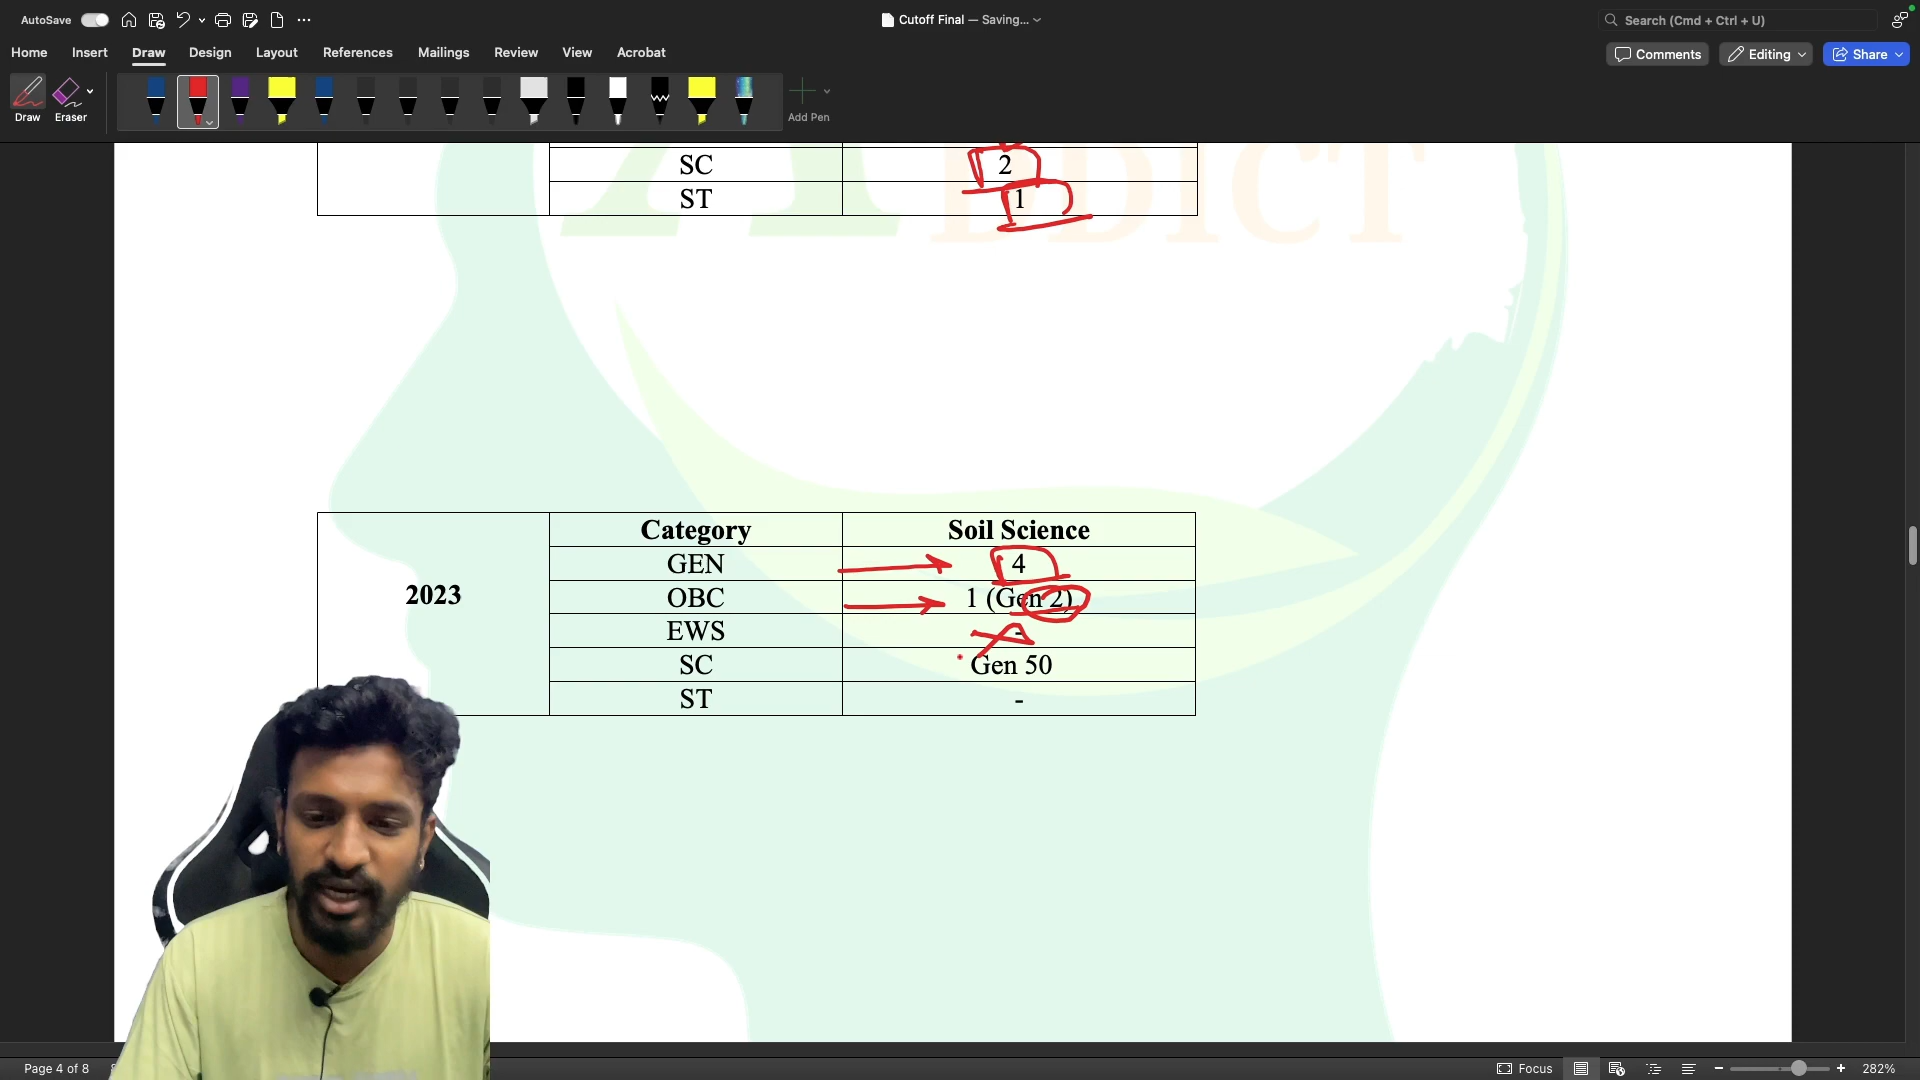 AutoSave
Cutoff Final — Saving...
Search (Cmd + Ctrl + U)
Home Insert Draw Design Layout References Mailings Review View Acrobat
Comments Editing Share
Draw Eraser Add Pen
SC 2
ST 1
DICT
Category Soil Science
GEN 4
2023 OBC 1 (Gen 2)
EWS -
SC Gen 50
ST -
Page 4 of 8
Focus
282%